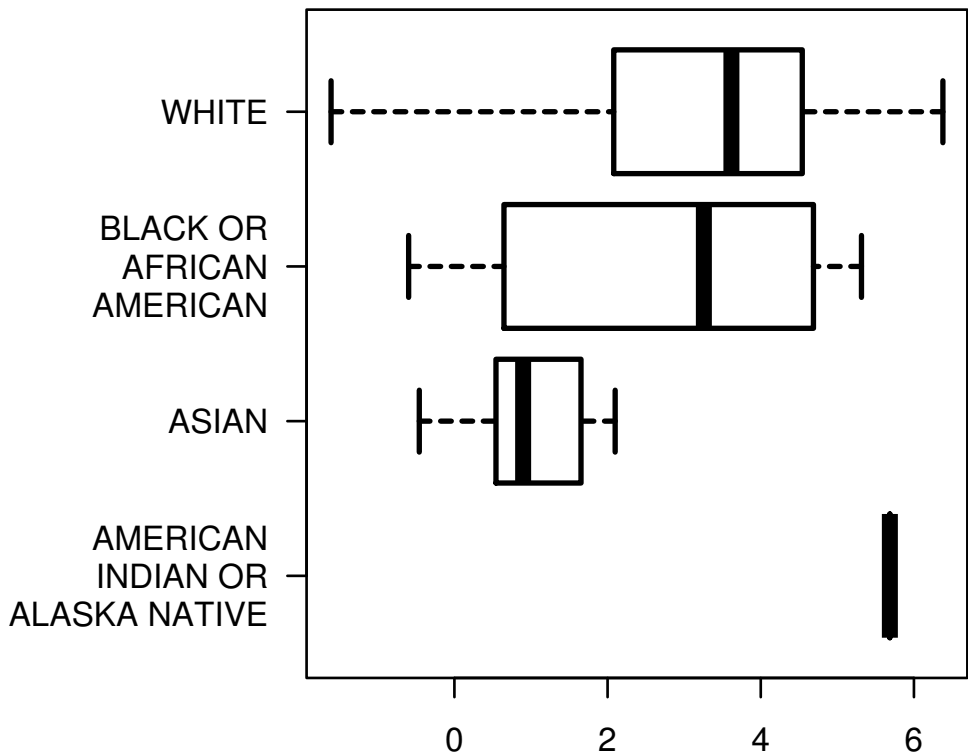 WHITE
BLACK OR
AFRICAN
AMERICAN
ASIAN
AMERICAN
INDIAN OR
ALASKA NATIVE
0 2 4 6